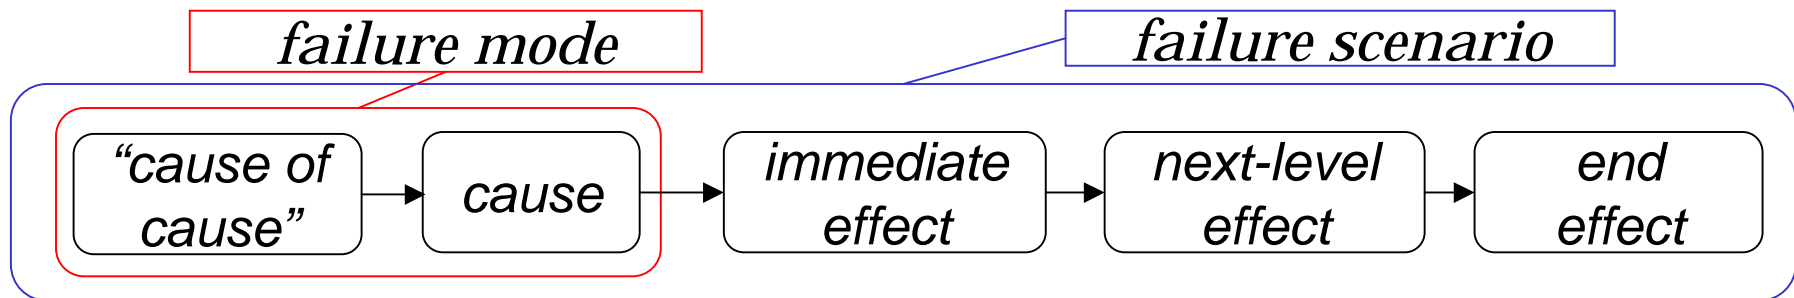 failure mode
failure scenario
“cause of
cause”
cause
immediate
effect
next-level
effect
end
effect